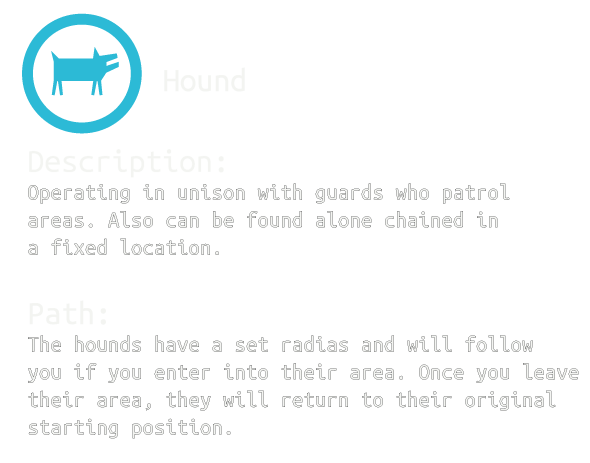 Hound
Description:
Operating in unison with guards who patrol
areas. Also can be found alone chained in
a fixed location.
Path:
The hounds have a set radias and will follow
you if you enter into their area. Once you leave
their area, they will return to their original
starting position.